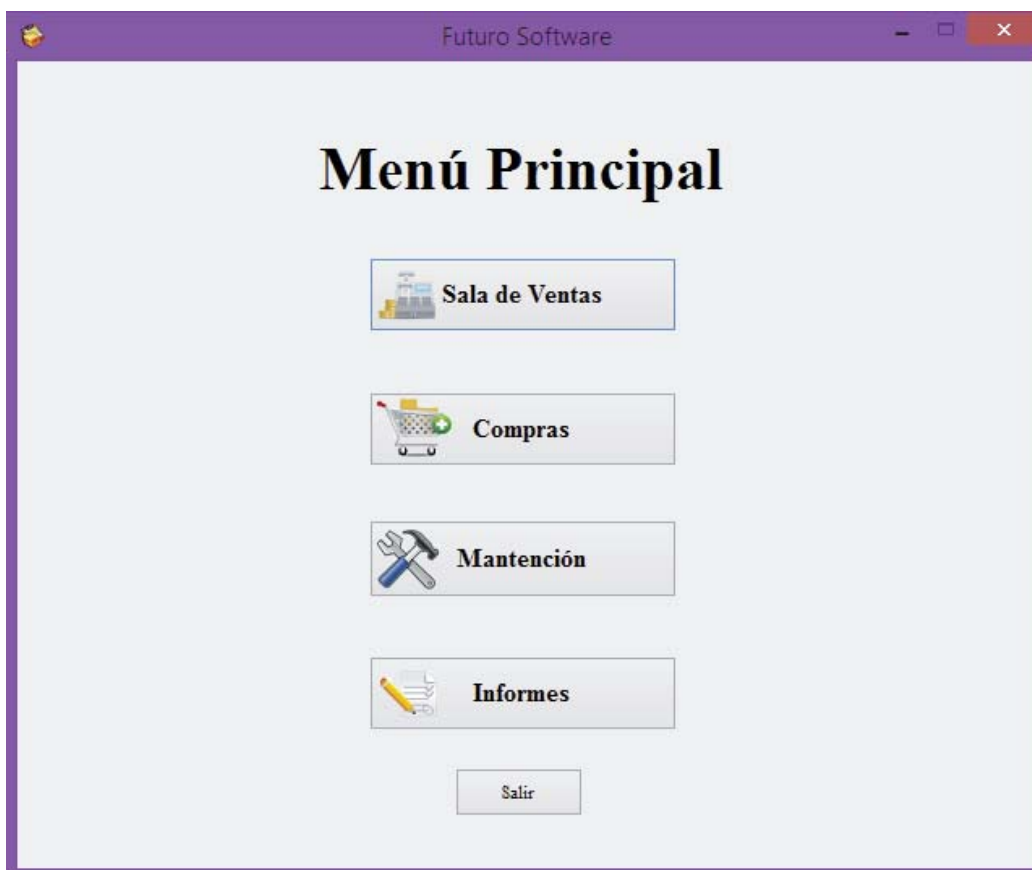 Futuro Software
Menú Principal
Sala de Ventas
Compras
Mantención
Informes
Salir